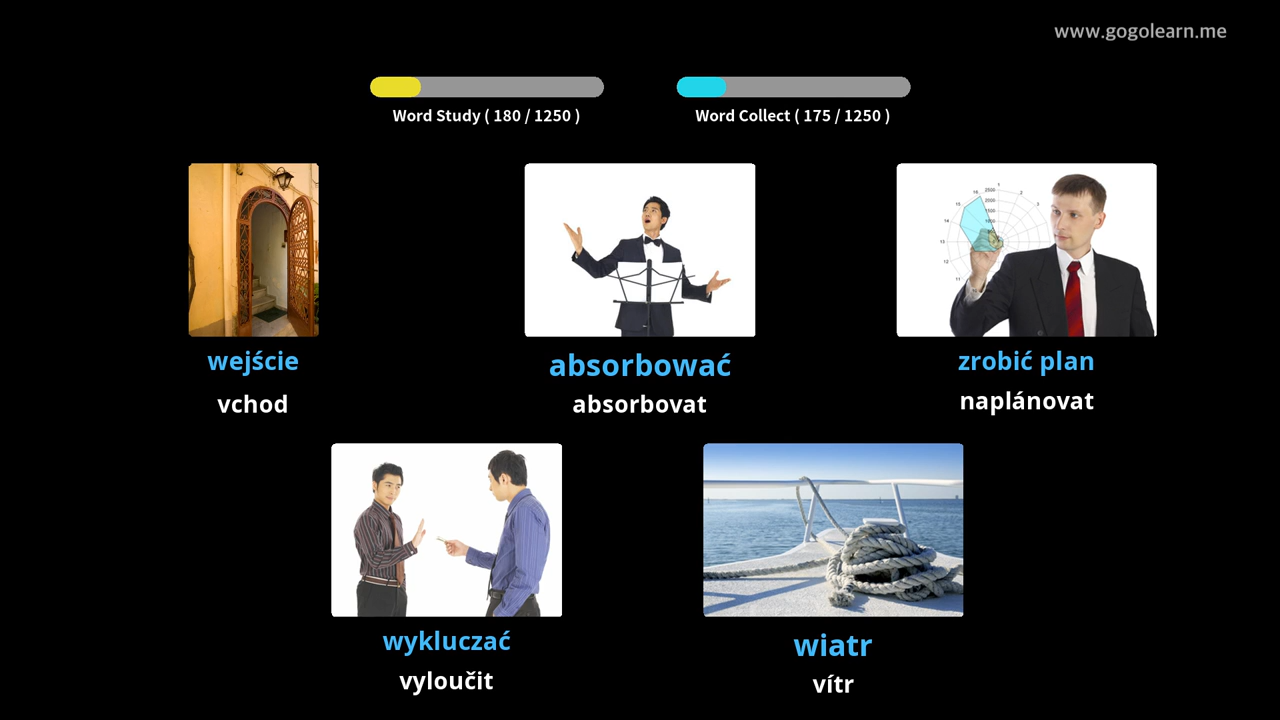 www.gogolearn.me
Word Study ( 180 / 1250 )
Word Collect ( 175 / 1250 )
wejście
vchod
absorbować
absorbovat
zrobić plan
naplánovat
wykluczać
vyloučit
wiatr
vítr